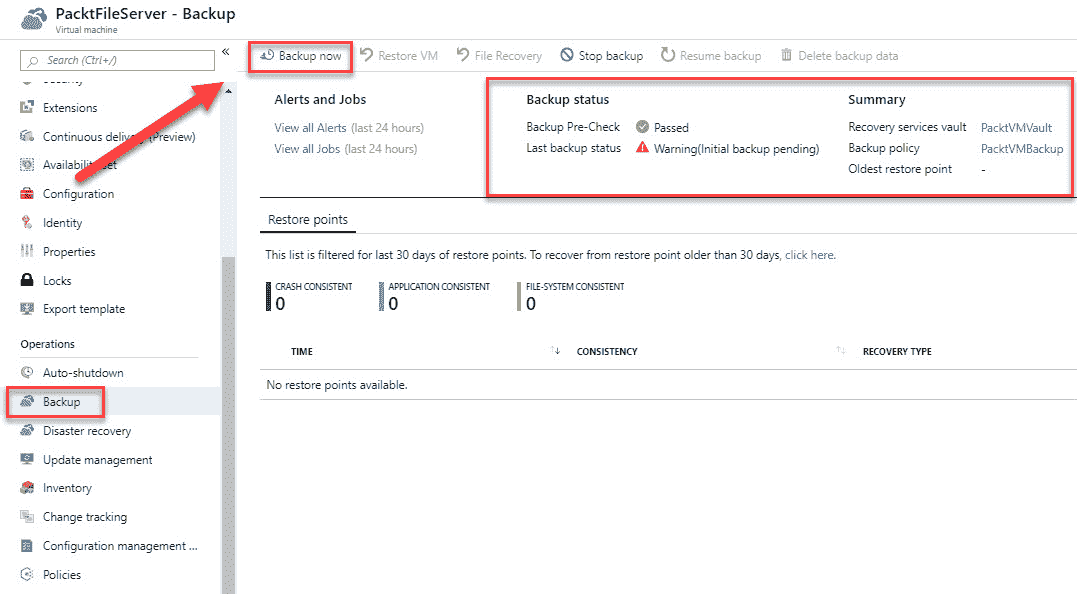 PacktFileServer - Backup
Virtual machine
Search (Ctrl+/)
«
Security
Extensions
Continuous delivery (Preview)
Availability set
Configuration
Identity
Properties
Locks
Export template
Operations
Auto-shutdown
Backup
Disaster recovery
Update management
Inventory
Change tracking
Configuration management ...
Policies
Backup now Restore VM File Recovery Stop backup Resume backup Delete backup data
Alerts and Jobs
View all Alerts (last 24 hours)
View all Jobs (last 24 hours)
Backup status
Backup Pre-Check Passed
Last backup status Warning(Initial backup pending)
Summary
Recovery services vault PacktVMVault
Backup policy PacktVMBackup
Oldest restore point -
Restore points
This list is filtered for last 30 days of restore points. To recover from restore point older than 30 days, click here.
CRASH CONSISTENT
0
APPLICATION CONSISTENT
0
FILE-SYSTEM CONSISTENT
0
TIME CONSISTENCY RECOVERY TYPE
No restore points available.